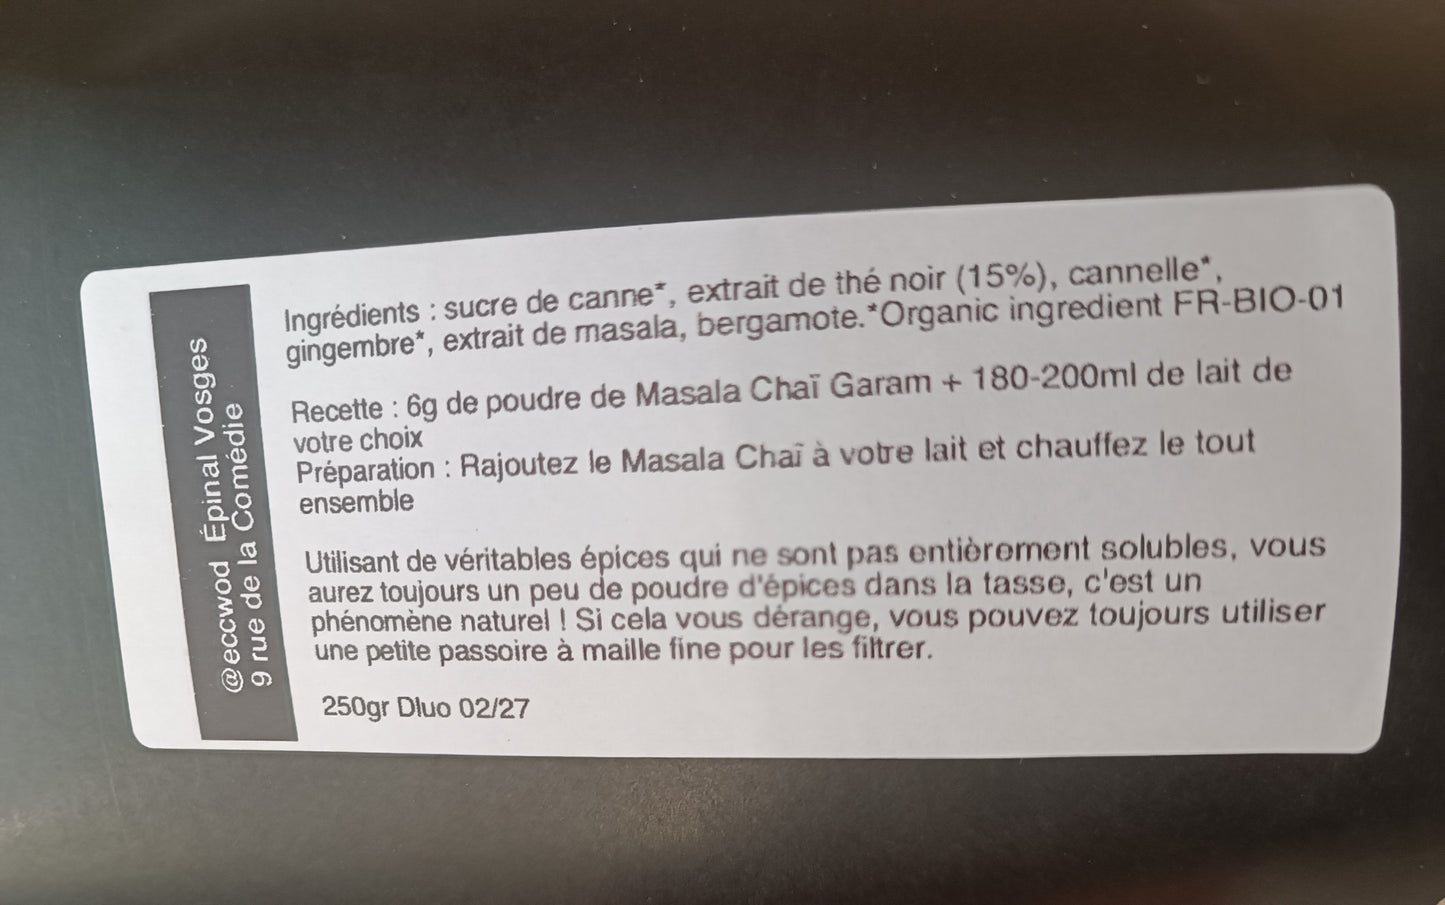 @eccwod Épinal Vosges
9 rue de la Comédie
Ingrédients : sucre de canne*, extrait de thé noir (15%), cannelle*,
gingembre*, extrait de masala, bergamote.*Organic ingredient FR-BIO-01
Recette : 6g de poudre de Masala Chaï Garam + 180-200ml de lait de
votre choix
Préparation : Rajoutez le Masala Chaï à votre lait et chauffez le tout
ensemble
Utilisant de véritables épices qui ne sont pas entièrement solubles, vous
aurez toujours un peu de poudre d'épices dans la tasse, c'est un
phénomène naturel ! Si cela vous dérange, vous pouvez toujours utiliser
une petite passoire à maille fine pour les filtrer.
250gr Dluo 02/27